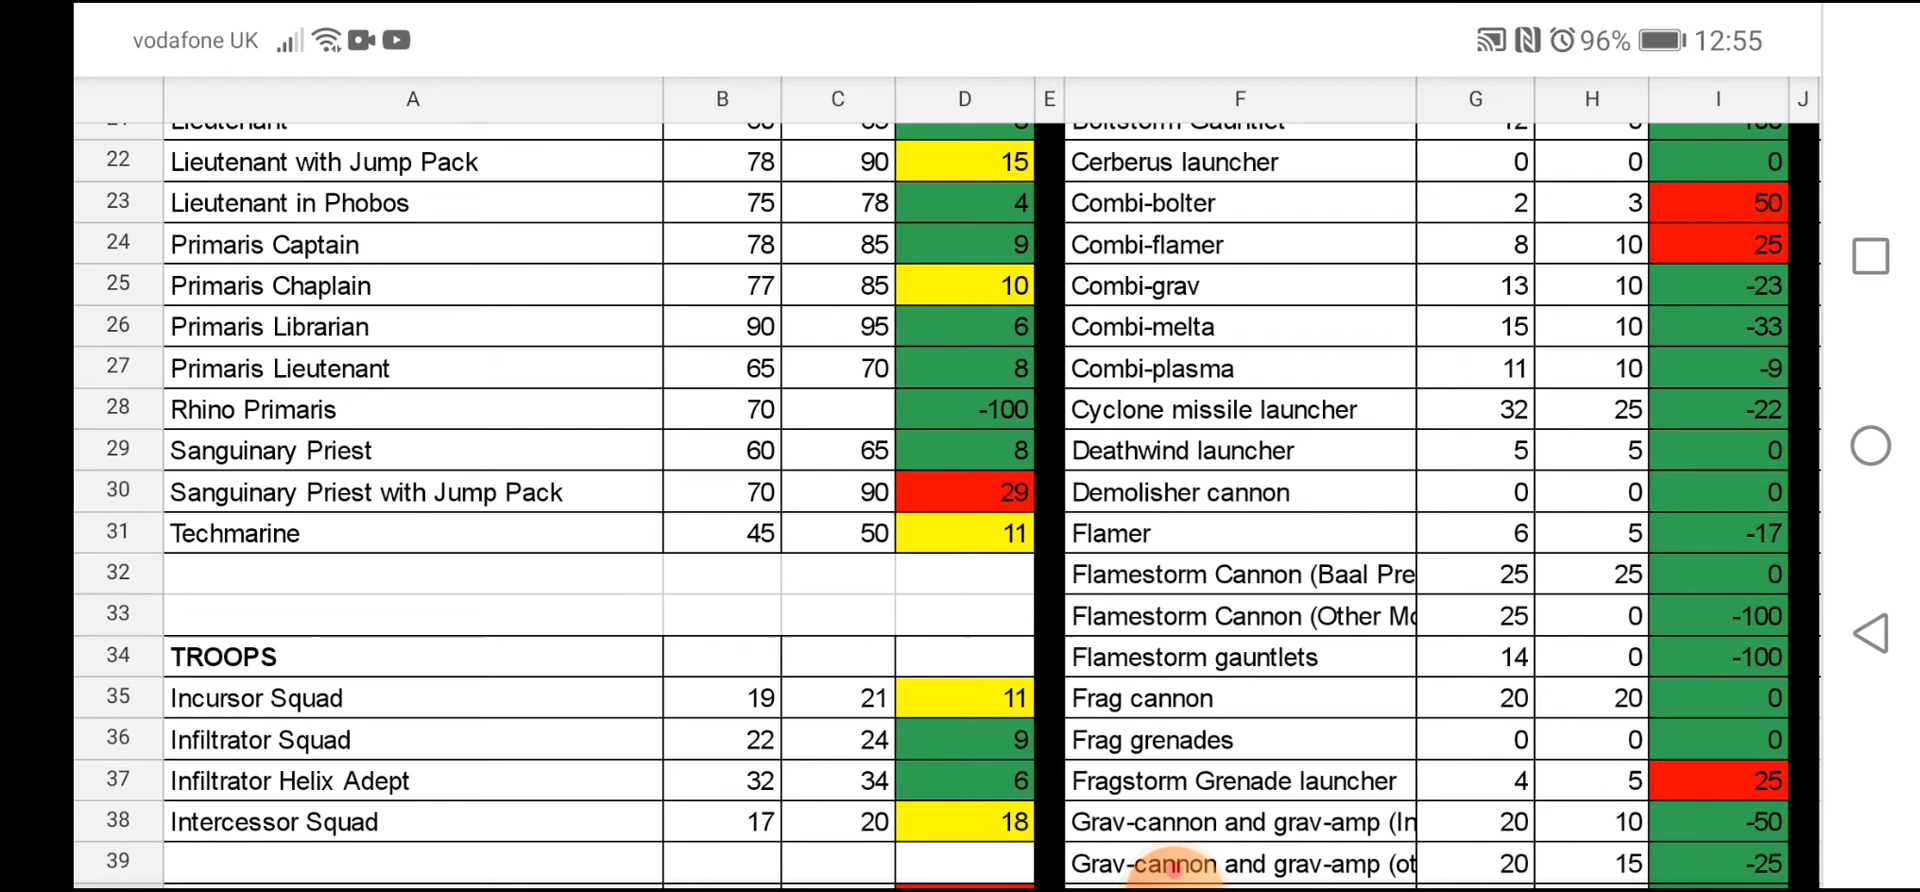 vodafone UK 96% 12:55
A B C D E F G H I J
Lieutenant Boltstorm Gauntlet
22 Lieutenant with Jump Pack 78 90 15 Cerberus launcher 0 0 0
23 Lieutenant in Phobos 75 78 4 Combi-bolter 2 3 50
24 Primaris Captain 78 85 9 Combi-flamer 8 10 25
25 Primaris Chaplain 77 85 10 Combi-grav 13 10 -23
26 Primaris Librarian 90 95 6 Combi-melta 15 10 -33
27 Primaris Lieutenant 65 70 8 Combi-plasma 11 10 -9
28 Rhino Primaris 70 -100 Cyclone missile launcher 32 25 -22
29 Sanguinary Priest 60 65 8 Deathwind launcher 5 5 0
30 Sanguinary Priest with Jump Pack 70 90 29 Demolisher cannon 0 0 0
31 Techmarine 45 50 11 Flamer 6 5 -17
32 Flamestorm Cannon (Baal Pre 25 25 0
33 Flamestorm Cannon (Other Mo 25 0 -100
34 TROOPS Flamestorm gauntlets 14 0 -100
35 Incursor Squad 19 21 11 Frag cannon 20 20 0
36 Infiltrator Squad 22 24 9 Frag grenades 0 0 0
37 Infiltrator Helix Adept 32 34 6 Fragstorm Grenade launcher 4 5 25
38 Intercessor Squad 17 20 18 Grav-cannon and grav-amp (In 20 10 -50
39 Grav-cannon and grav-amp (ot 20 15 -25